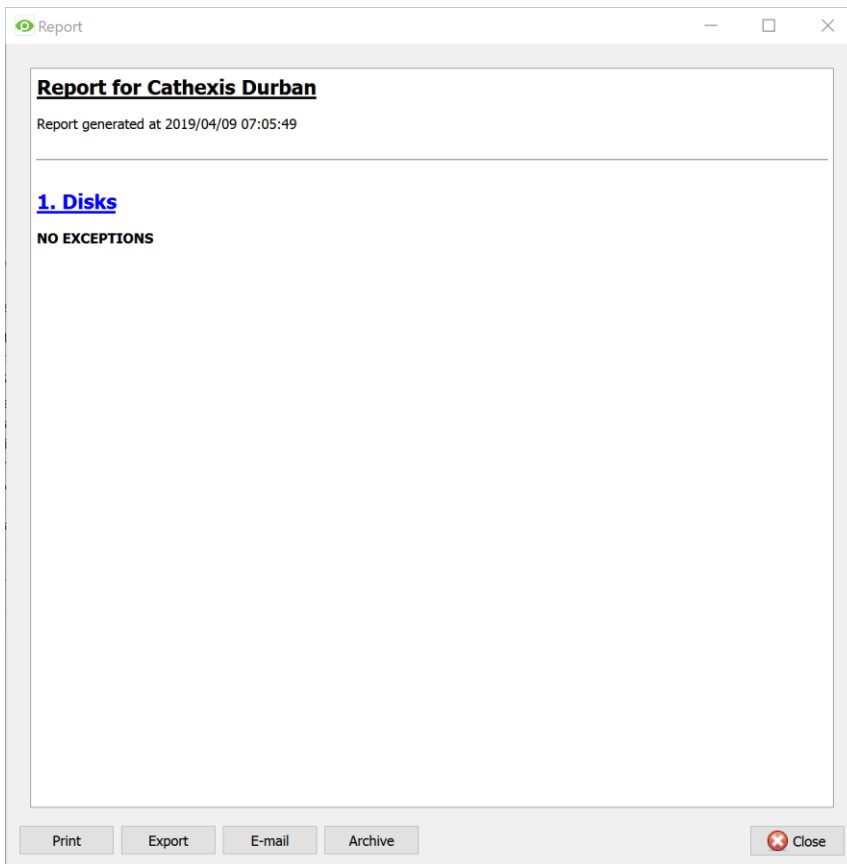 Report
Report for Cathexis Durban
Report generated at 2019/04/09 07:05:49
1. Disks
NO EXCEPTIONS
Print Export E-mail Archive Close